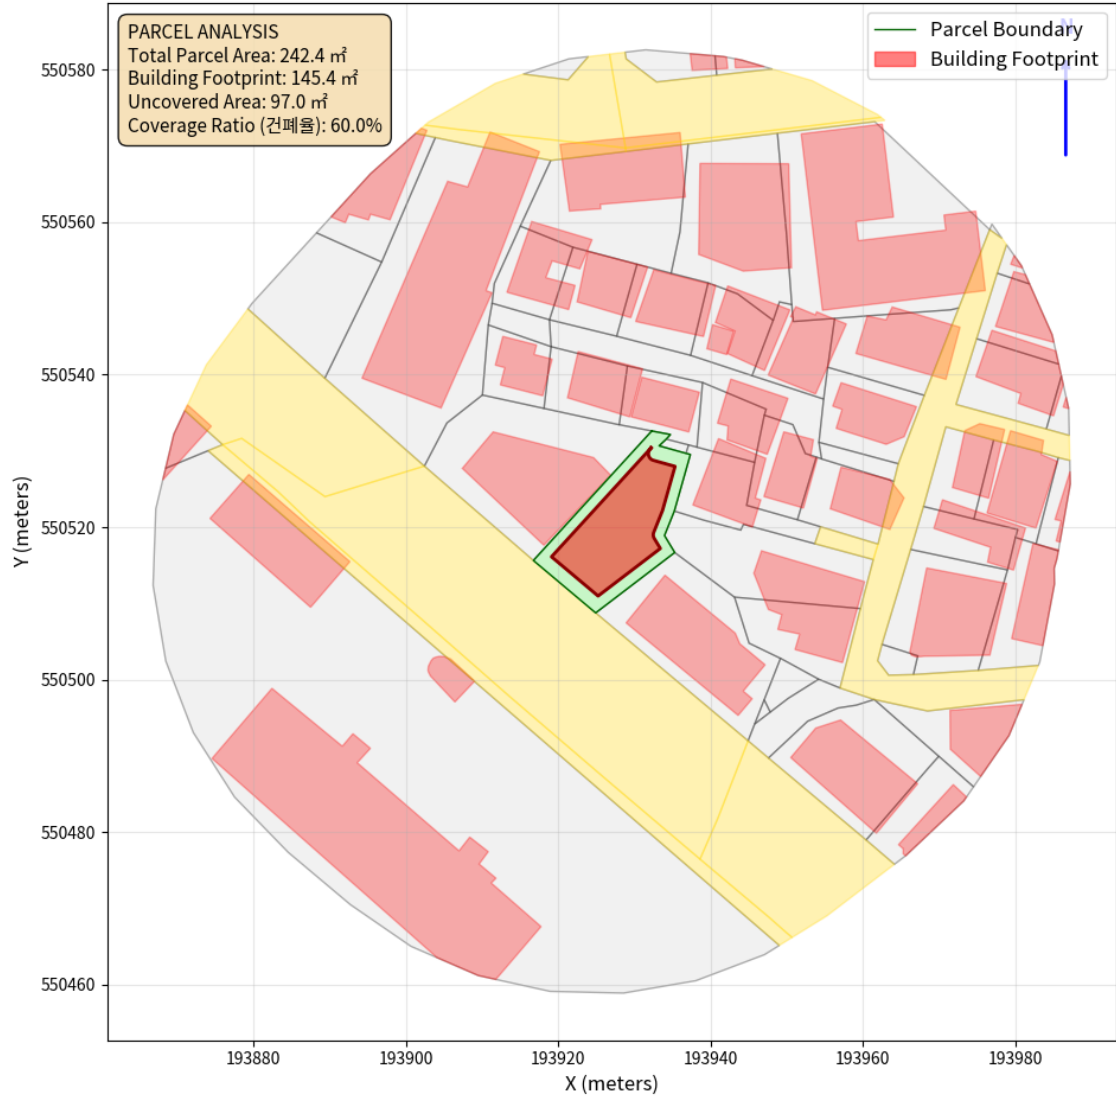 PARCEL ANALYSIS
Total Parcel Area: 242.4 ㎡
Building Footprint: 145.4 ㎡
Uncovered Area: 97.0 ㎡
Coverage Ratio (건폐율): 60.0%
N
Parcel Boundary
Building Footprint
550580
550560
550540
550520
550500
550480
550460
Y (meters)
193880
193900
193920
193940
193960
193980
X (meters)